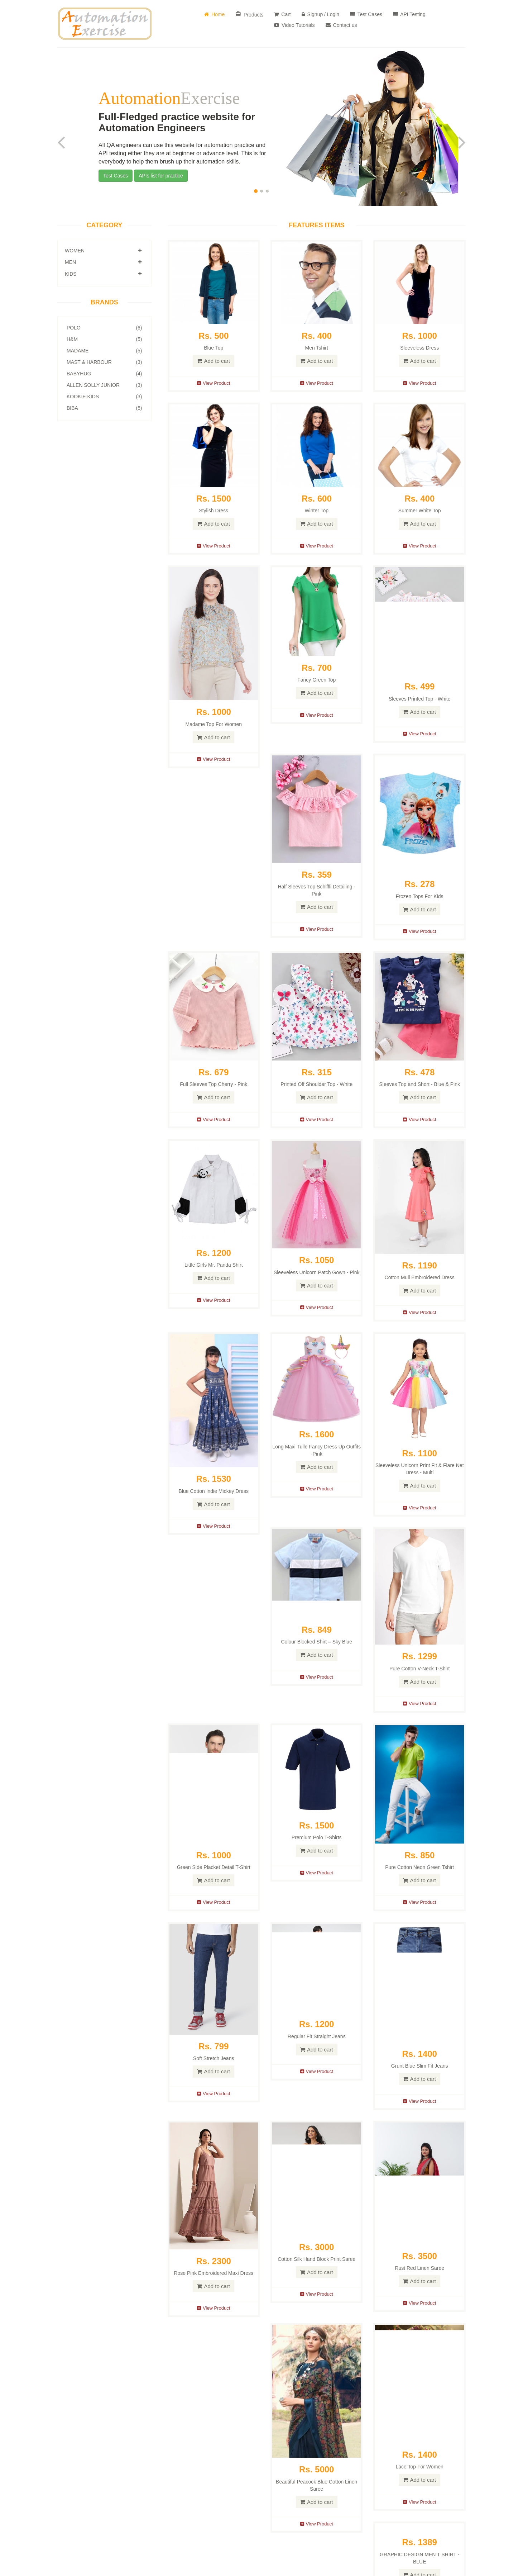 Automation
Exercise
Home
Products
Cart
Signup / Login
Test Cases
API Testing
Video Tutorials
Contact us
AutomationExercise
Full-Fledged practice website for
Automation Engineers
All QA engineers can use this website for automation practice and
API testing either they are at beginner or advance level. This is for
everybody to help them brush up their automation skills.
Test Cases
APIs list for practice
CATEGORY
WOMEN
MEN
KIDS
BRANDS
POLO (6)
H&M (5)
MADAME (5)
MAST & HARBOUR (3)
BABYHUG (4)
ALLEN SOLLY JUNIOR (3)
KOOKIE KIDS (3)
BIBA (5)
FEATURES ITEMS
Rs. 500
Blue Top
Add to cart
View Product
Rs. 400
Men Tshirt
Add to cart
View Product
Rs. 1000
Sleeveless Dress
Add to cart
View Product
Rs. 1500
Stylish Dress
Add to cart
View Product
Rs. 600
Winter Top
Add to cart
View Product
Rs. 400
Summer White Top
Add to cart
View Product
Rs. 1000
Madame Top For Women
Add to cart
View Product
Rs. 700
Fancy Green Top
Add to cart
View Product
Rs. 499
Sleeves Printed Top - White
Add to cart
View Product
Rs. 359
Half Sleeves Top Schiffli Detailing -
Pink
Add to cart
View Product
FROZEN
Rs. 278
Frozen Tops For Kids
Add to cart
View Product
Rs. 679
Full Sleeves Top Cherry - Pink
Add to cart
View Product
Rs. 315
Printed Off Shoulder Top - White
Add to cart
View Product
Rs. 478
Sleeves Top and Short - Blue & Pink
Add to cart
View Product
Rs. 1200
Little Girls Mr. Panda Shirt
Add to cart
View Product
Rs. 1050
Sleeveless Unicorn Patch Gown - Pink
Add to cart
View Product
Rs. 1190
Cotton Mull Embroidered Dress
Add to cart
View Product
Rs. 1530
Blue Cotton Indie Mickey Dress
Add to cart
View Product
Rs. 1600
Long Maxi Tulle Fancy Dress Up Outfits
-Pink
Add to cart
View Product
Rs. 1100
Sleeveless Unicorn Print Fit & Flare Net
Dress - Multi
Add to cart
View Product
Rs. 849
Colour Blocked Shirt – Sky Blue
Add to cart
View Product
Rs. 1299
Pure Cotton V-Neck T-Shirt
Add to cart
View Product
Rs. 1000
Green Side Placket Detail T-Shirt
Add to cart
View Product
Rs. 1500
Premium Polo T-Shirts
Add to cart
View Product
Rs. 850
Pure Cotton Neon Green Tshirt
Add to cart
View Product
Rs. 799
Soft Stretch Jeans
Add to cart
View Product
Rs. 1200
Regular Fit Straight Jeans
Add to cart
View Product
Rs. 1400
Grunt Blue Slim Fit Jeans
Add to cart
View Product
Rs. 2300
Rose Pink Embroidered Maxi Dress
Add to cart
View Product
Rs. 3000
Cotton Silk Hand Block Print Saree
Add to cart
View Product
Rs. 3500
Rust Red Linen Saree
Add to cart
View Product
Rs. 5000
Beautiful Peacock Blue Cotton Linen
Saree
Add to cart
View Product
Rs. 1400
Lace Top For Women
Add to cart
View Product
Rs. 1389
GRAPHIC DESIGN MEN T SHIRT -
BLUE
Add to cart